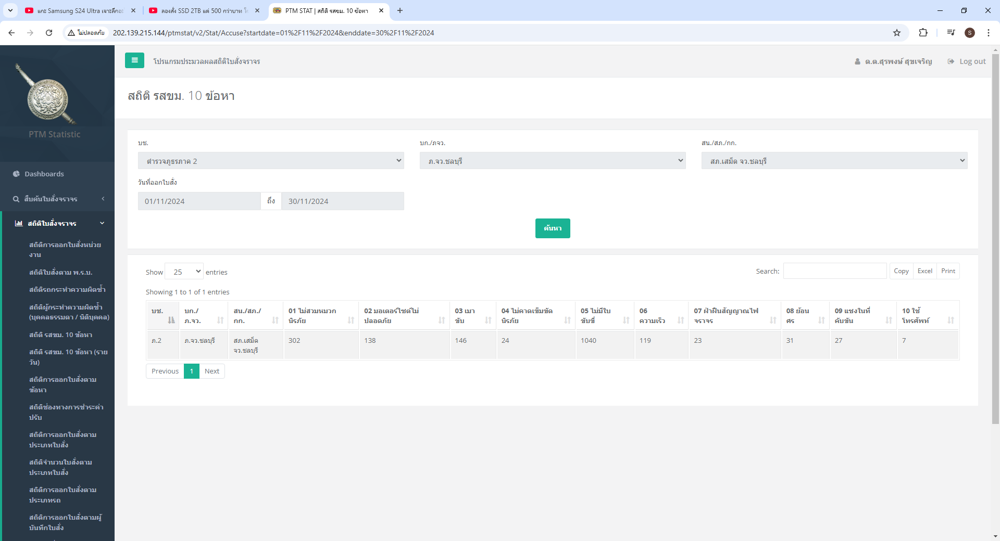 แกะ Samsung S24 Ultra เจาะลึกจอ
ลองสั่ง SSD 2TB แค่ 500 กว่าบาท
PTM STAT | สถิติ รสขม. 10 ข้อหา
ไม่ปลอดภัย
202.139.215.144/ptmstat/v2/Stat/Accuse?startdate=01%2F11%2F2024&enddate=30%2F11%2F2024
S
โปรแกรมประมวลผลสถิติใบสั่งจราจร
ด.ต.สุรพงษ์ สุขเจริญ
Log out
PTM Statistic
Dashboards
สืบค้นใบสั่งจราจร
สถิติใบสั่งจราจร
สถิติการออกใบสั่งหน่วย
งาน
สถิติใบสั่งตาม พ.ร.บ.
สถิติรถกระทำความผิดซ้ำ
สถิติผู้กระทำความผิดซ้ำ
(บุคคลธรรมดา / นิติบุคคล)
สถิติ รสขม. 10 ข้อหา
สถิติ รสขม. 10 ข้อหา (ราย
วัน)
สถิติการออกใบสั่งตาม
ข้อหา
สถิติช่องทางการชำระค่า
ปรับ
สถิติการออกใบสั่งตาม
ประเภทใบสั่ง
สถิติจำนวนใบสั่งตาม
ประเภทใบสั่ง
สถิติการออกใบสั่งตาม
ประเภทรถ
สถิติการออกใบสั่งตามผู้
บันทึกใบสั่ง
สถิติ รสขม. 10 ข้อหา
บช.
บก./ภจว.
สน./สภ./กก.
ตำรวจภูธรภาค 2
ภ.จว.ชลบุรี
สภ.เสม็ด จว.ชลบุรี
วันที่ออกใบสั่ง
01/11/2024
ถึง
30/11/2024
ค้นหา
Show 25 entries
Search:
Copy
Excel
Print
Showing 1 to 1 of 1 entries
บช.
บก./
ภ.จว.
สน./สภ./
กก.
01 ไม่สวมหมวก
นิรภัย
02 มอเตอร์ไซต์ไม่
ปลอดภัย
03 เมา
ขับ
04 ไม่คาดเข็มขัด
นิรภัย
05 ไม่มีใบ
ขับขี่
06
ความเร็ว
07 ฝ่าฝืนสัญญาณไฟ
จราจร
08 ย้อน
ศร
09 แซงในที่
คับขัน
10 ใช้
โทรศัพท์
ภ.2
ภ.จว.ชลบุรี
สภ.เสม็ด
จว.ชลบุรี
302
138
146
24
1040
119
23
31
27
7
Previous
1
Next